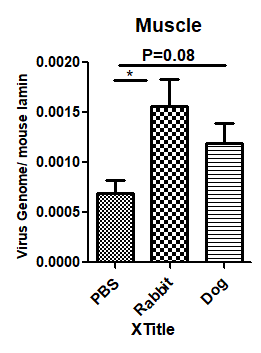 Muscle
P=0.08
*
Virus Genome/ mouse lamin
0.0020
0.0015
0.0010
0.0005
0.0000
PBS
Rabbit
Dog
XTitle